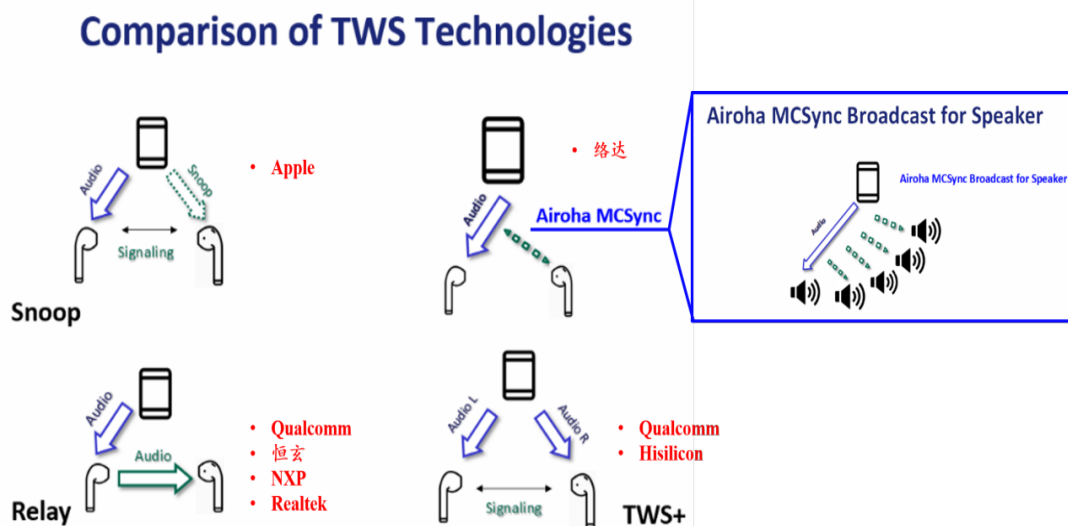 Comparison of TWS Technologies
Audio
Snoop
Signaling
• Apple
Snoop
Audio
• 络达
Airoha MCSync
Airoha MCSync Broadcast for Speaker
Airoha MCSync Broadcast for Speaker
Audio
Audio
Audio
• Qualcomm
• 恒玄
• NXP
• Realtek
Relay
Audio L
Audio R
Signaling
• Qualcomm
• Hisilicon
TWS+